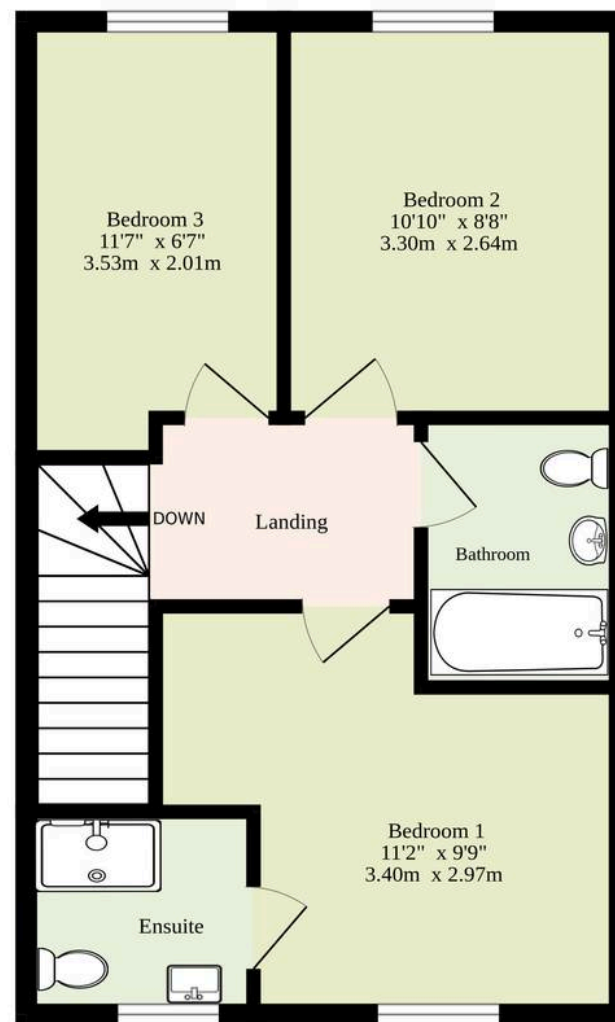 Bedroom 3
11'7" x 6'7"
3.53m x 2.01m
Bedroom 2
10'10" x 8'8"
3.30m x 2.64m
DOWN
Landing
Bathroom
Bedroom 1
11'2" x 9'9"
3.40m x 2.97m
Ensuite